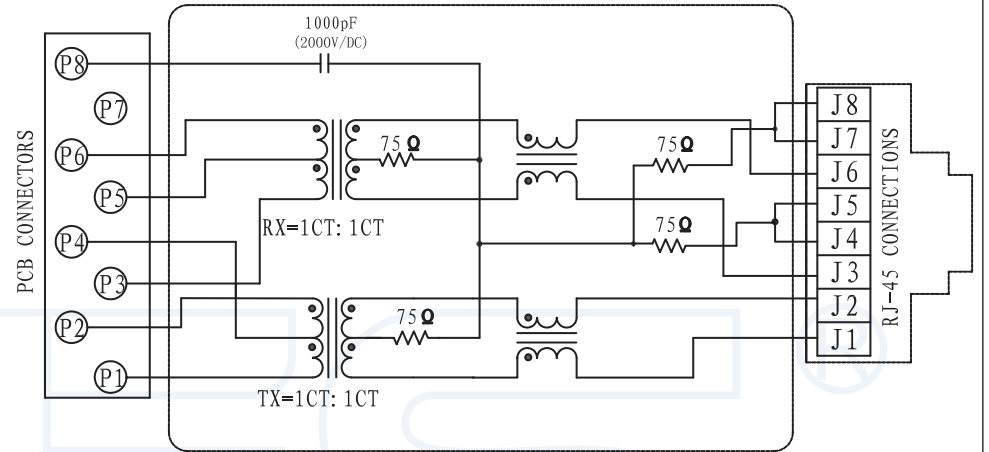 1000pF
(2000V/DC)
PCB CONNECTORS
P8
P7
P6
P5
P4
P3
P2
P1
75Ω
75Ω
75Ω
75Ω
RX=1CT: 1CT
TX=1CT: 1CT
J8
J7
J6
J5
J4
J3
J2
J1
RJ-45 CONNECTIONS
®